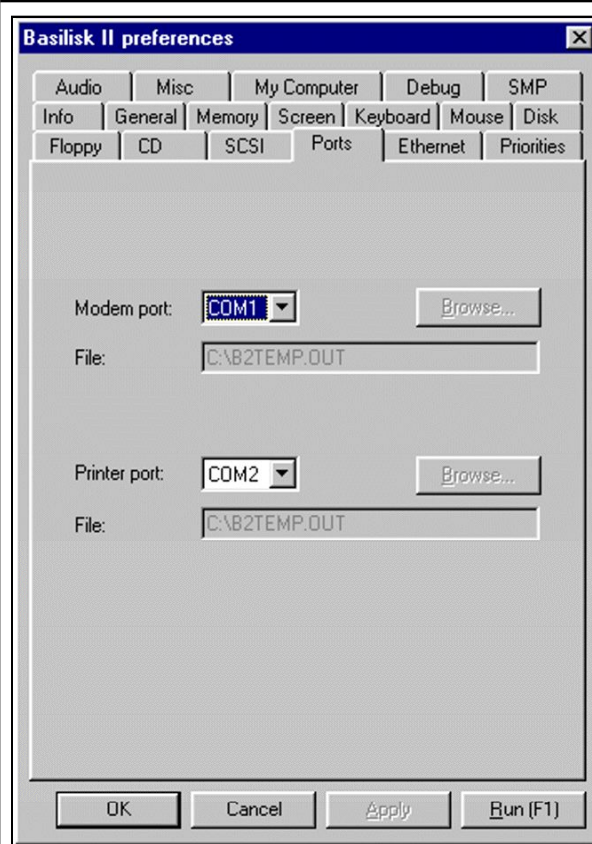 Basilisk II preferences
Audio Misc My Computer Debug SMP
Info General Memory Screen Keyboard Mouse Disk
Floppy CD SCSI Ports Ethernet Priorities
Modem port: COM1 Browse...
File: C:\B2TEMP.OUT
Printer port: COM2 Browse...
File: C:\B2TEMP.OUT
OK Cancel Apply Run (F1)